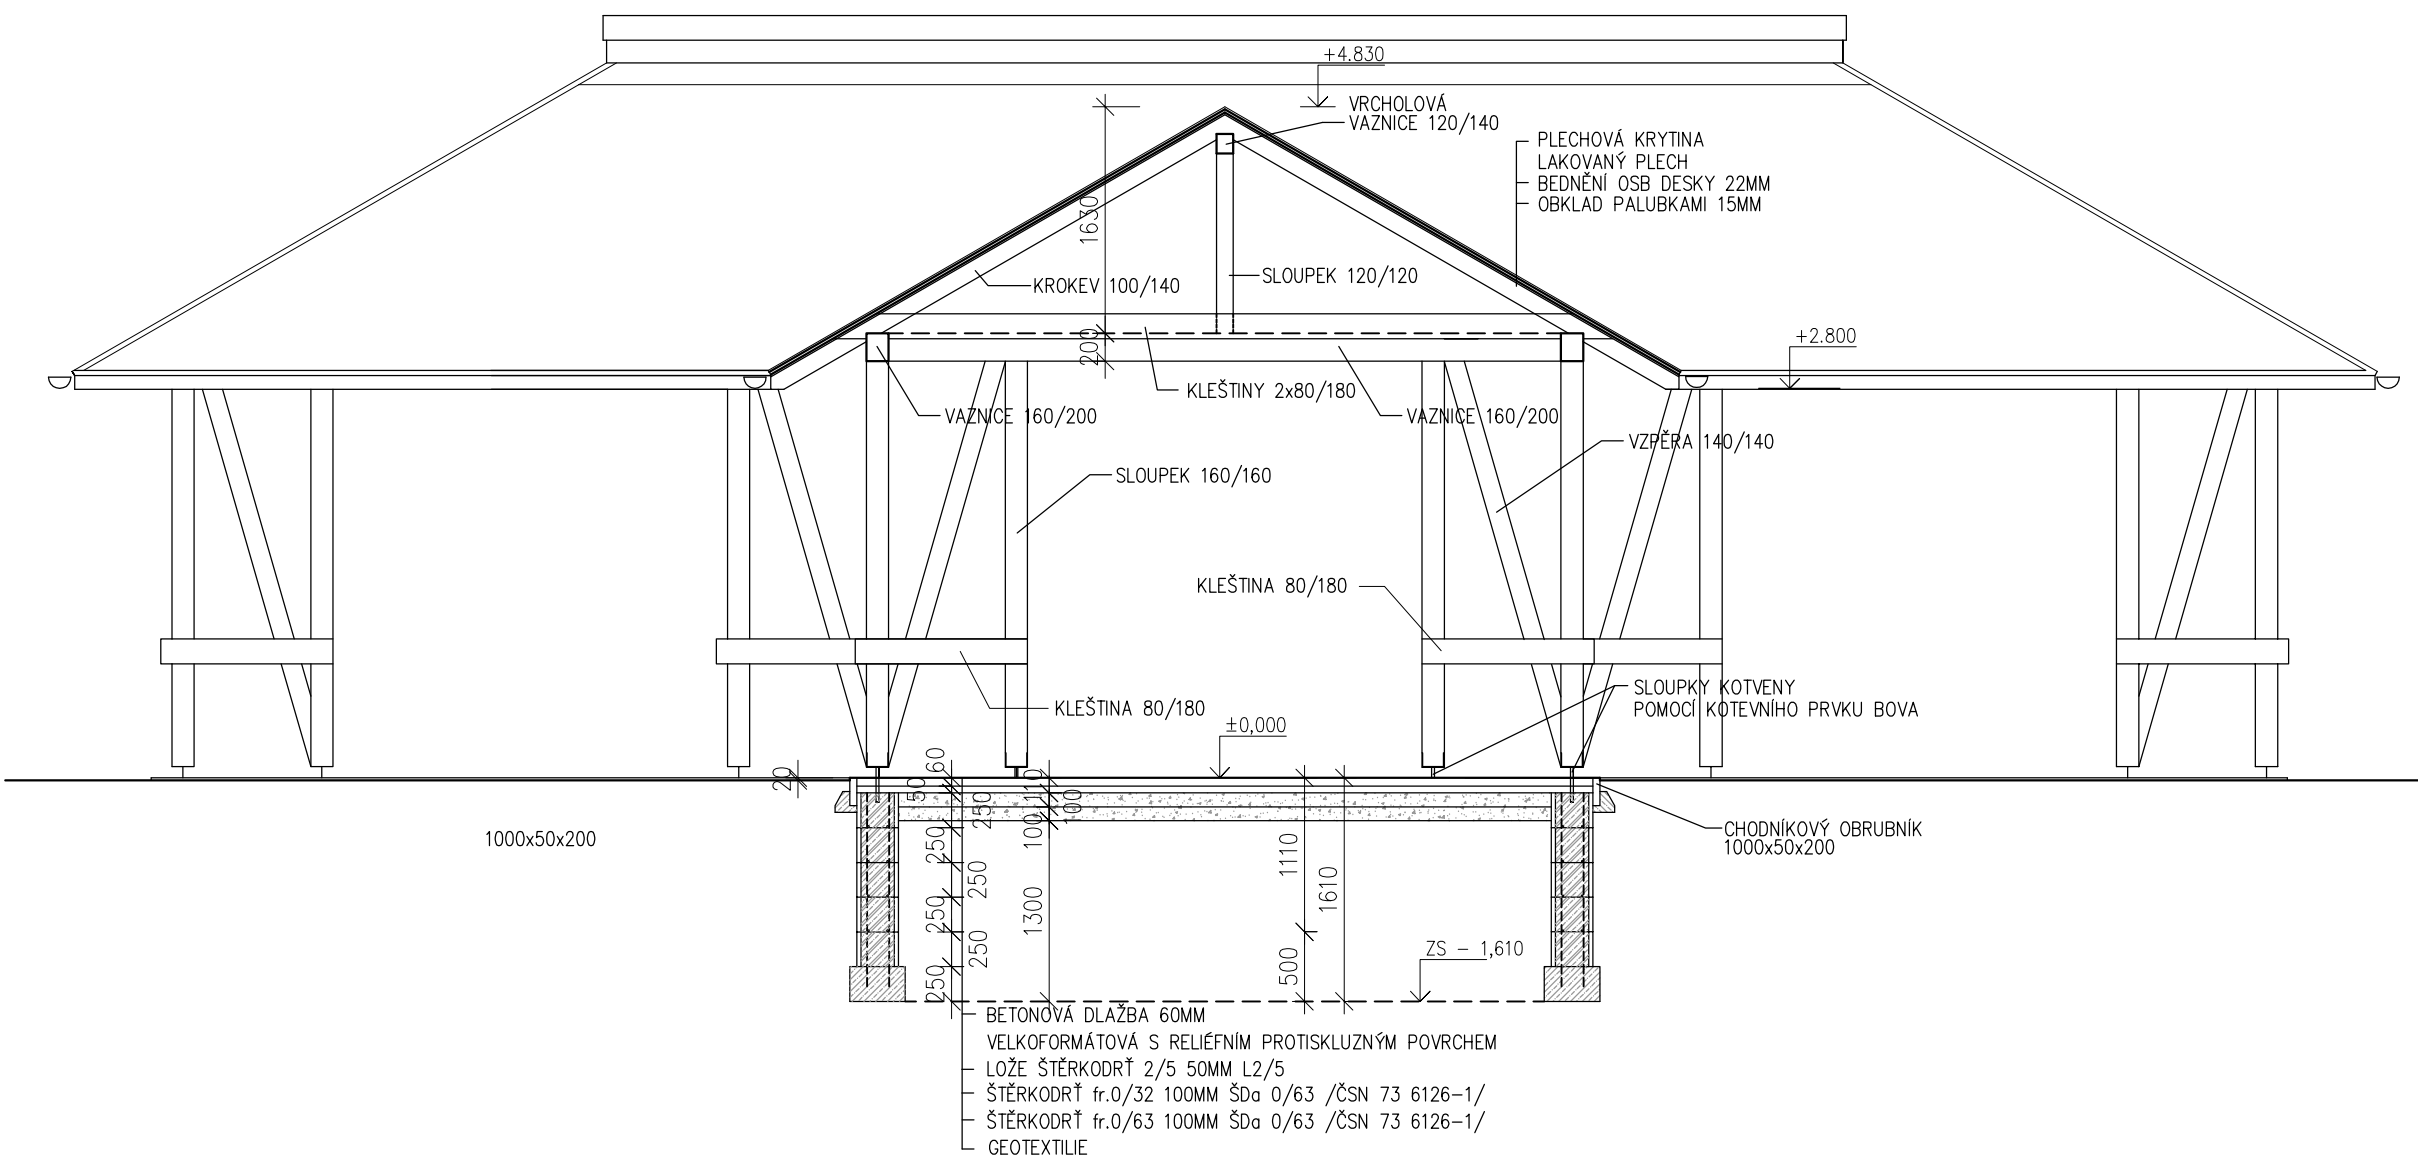 +4.830
VRCHOLOVÁ
VAZNICE 120/140
PLECHOVÁ KRYTINA
LAKOVANÝ PLECH
BEDNĚNÍ OSB DESKY 22MM
OBKLAD PALUBKAMI 15MM
1630
KROKEV 100/140
SLOUPEK 120/120
200
+2.800
KLEŠTINY 2x80/180
VAZNICE 160/200
VAZNICE 160/200
VZPĚRA 140/140
SLOUPEK 160/160
KLEŠTINA 80/180
SLOUPKY KOTVENY
POMOCÍ KOTEVNÍHO PRVKU BOVA
KLEŠTINA 80/180
±0,000
20
60
50
250
110
100
100
250
250
250
250
250
1300
1110
500
1610
1000x50x200
CHODNÍKOVÝ OBRUBNÍK
1000x50x200
ZS - 1,610
BETONOVÁ DLAŽBA 60MM
VELKOFORMÁTOVÁ S RELIÉFNÍM PROTISKLUZNÝM POVRCHEM
LOŽE ŠTĚRKODRŤ 2/5 50MM L2/5
ŠTĚRKODRŤ fr.0/32 100MM ŠDa 0/63 /ČSN 73 6126-1/
ŠTĚRKODRŤ fr.0/63 100MM ŠDa 0/63 /ČSN 73 6126-1/
GEOTEXTILIE